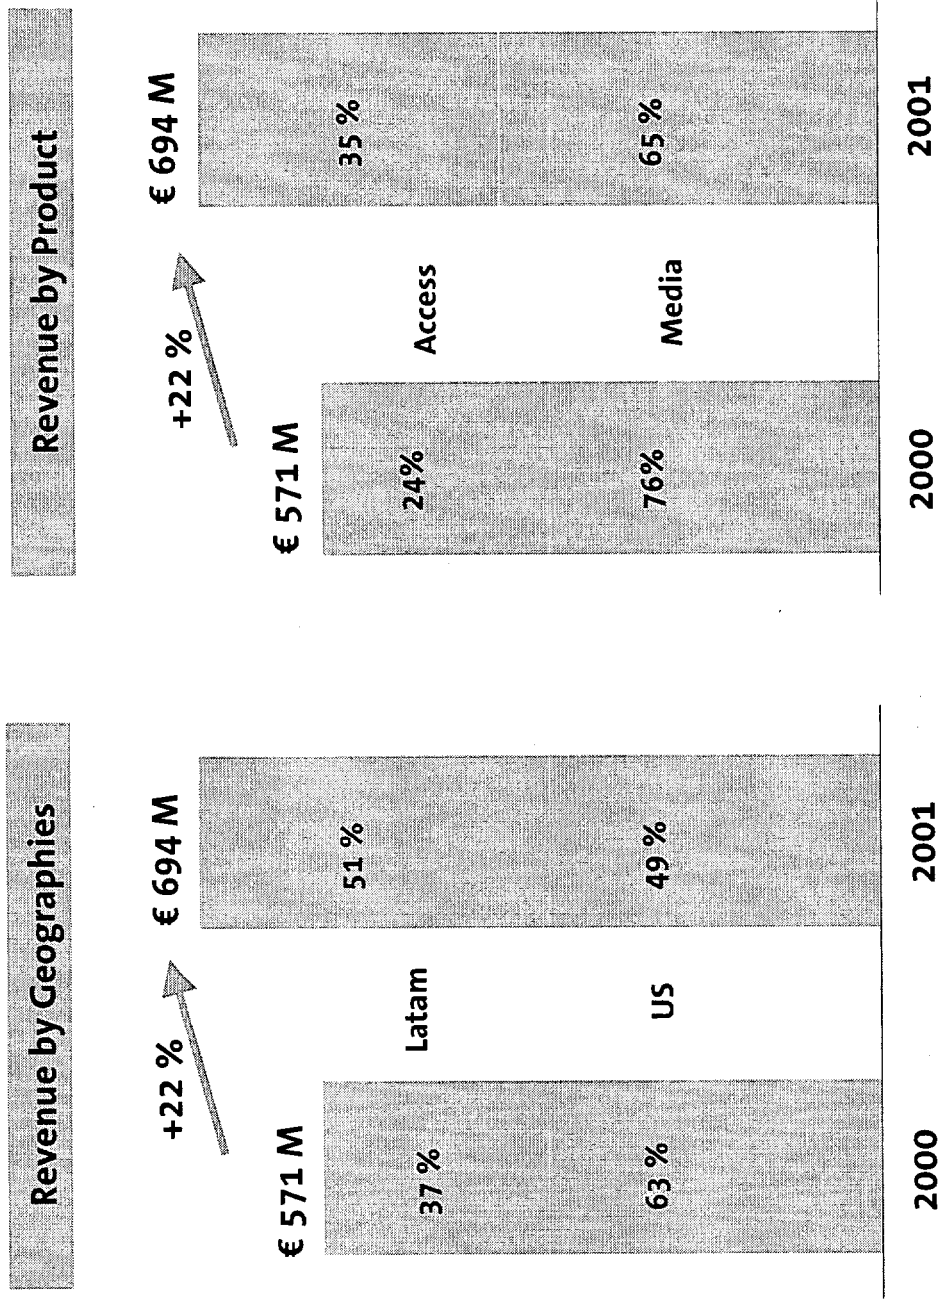 Revenue by Geographies
+22 %
€ 694 M
€ 571 M
51 %
37 %
Latam
49 %
63 %
US
2000
2001
Revenue by Product
+22 %
€ 694 M
€ 571 M
35 %
24%
Access
65 %
76%
Media
2000
2001